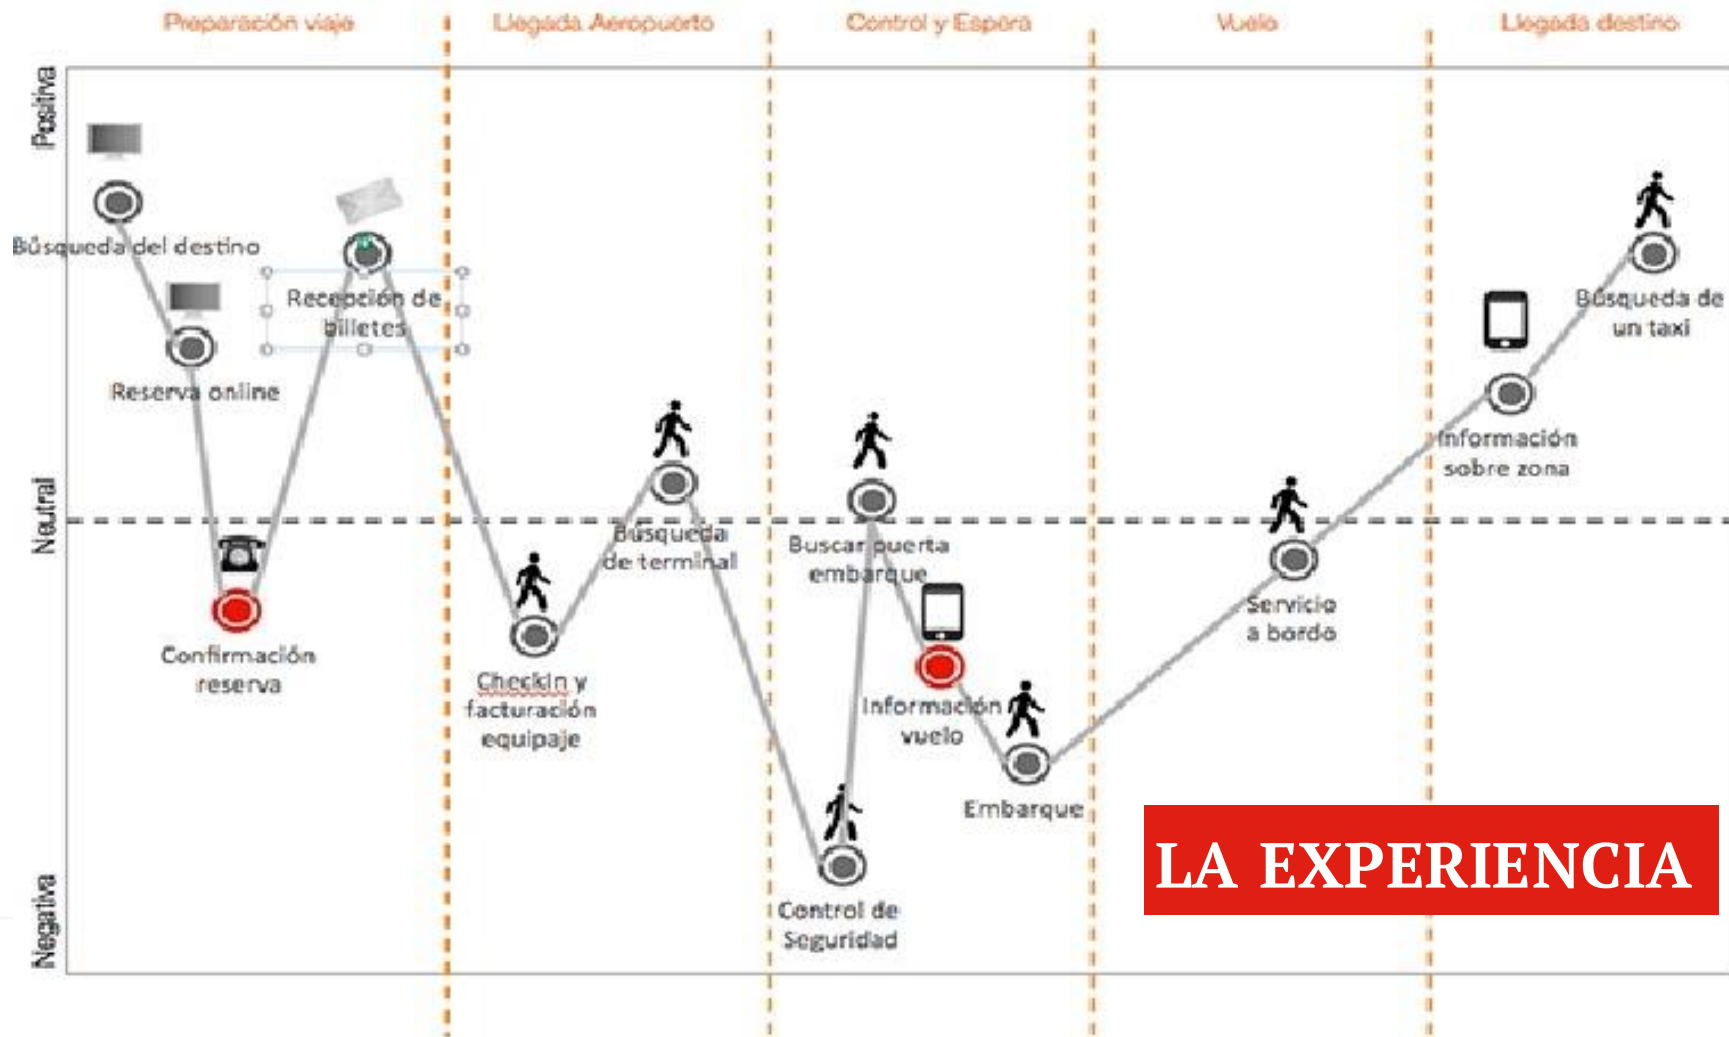 Preparación viaje
Llegada Aeropuerto
Control y Espera
Vuelo
Llegada destino
Positiva
Neutral
Negativa
Búsqueda del destino
Reserva online
Confirmación
reserva
Recepción de
billetes
CheckIn y
facturación
equipaje
Búsqueda
de terminal
Control de
Seguridad
Buscar puerta
embarque
Información
vuelo
Embarque
Servicio
a bordo
Información
sobre zona
Búsqueda de
un taxi
LA EXPERIENCIA